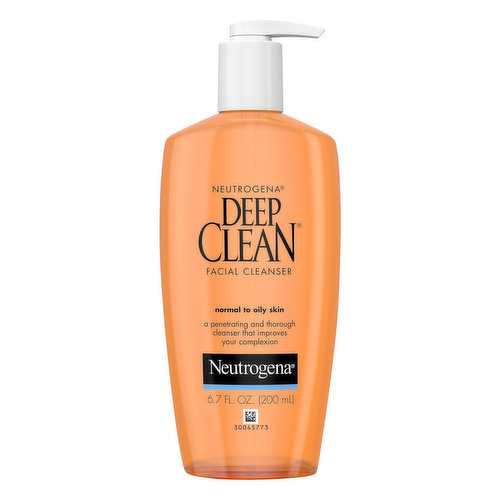 NEUTROGENA®
DEEP
CLEAN®
FACIAL CLEANSER
normal to oily skin
a penetrating and thorough
cleanser that improves
your complexion
Neutrogena®
6.7 FL. OZ. (200 mL)
30045773